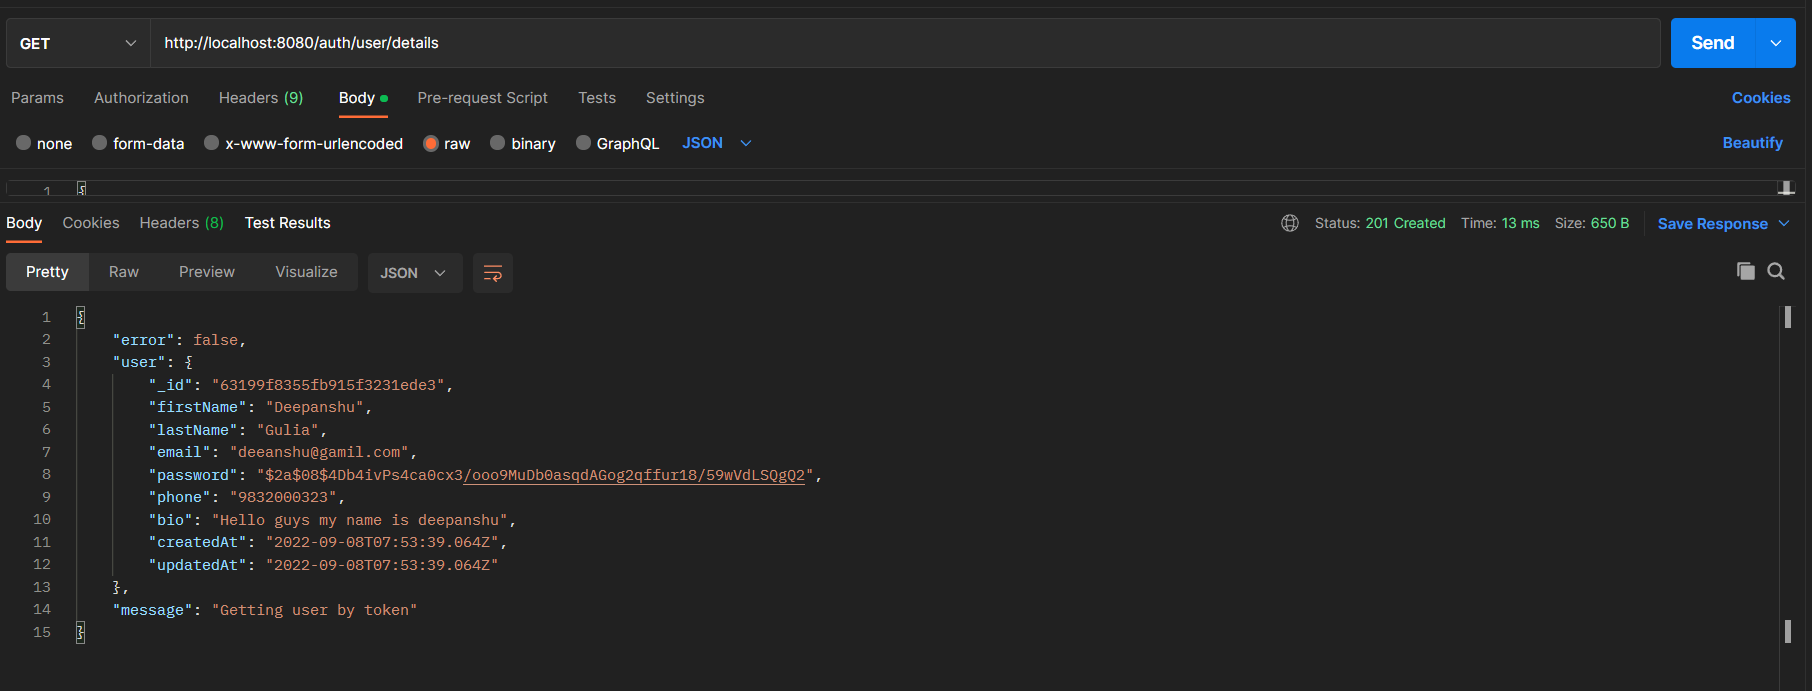 GET http://localhost:8080/auth/user/details Send
Params Authorization Headers (9) Body Pre-request Script Tests Settings Cookies
none form-data x-www-form-urlencoded raw binary GraphQL JSON Beautify
1 {
Body Cookies Headers (8) Test Results Status: 201 Created Time: 13 ms Size: 650 B Save Response
Pretty Raw Preview Visualize JSON
1 {
2 "error": false,
3 "user": {
4 "_id": "63199f8355fb915f3231ede3",
5 "firstName": "Deepanshu",
6 "lastName": "Gulia",
7 "email": "deeanshu@gamil.com",
8 "password": "$2a$08$4Db4ivPs4ca0cx3/ooo9MuDb0asqdAGog2qffur18/59wVdLSQgQ2",
9 "phone": "9832000323",
10 "bio": "Hello guys my name is deepanshu",
11 "createdAt": "2022-09-08T07:53:39.064Z",
12 "updatedAt": "2022-09-08T07:53:39.064Z"
13 },
14 "message": "Getting user by token"
15 }